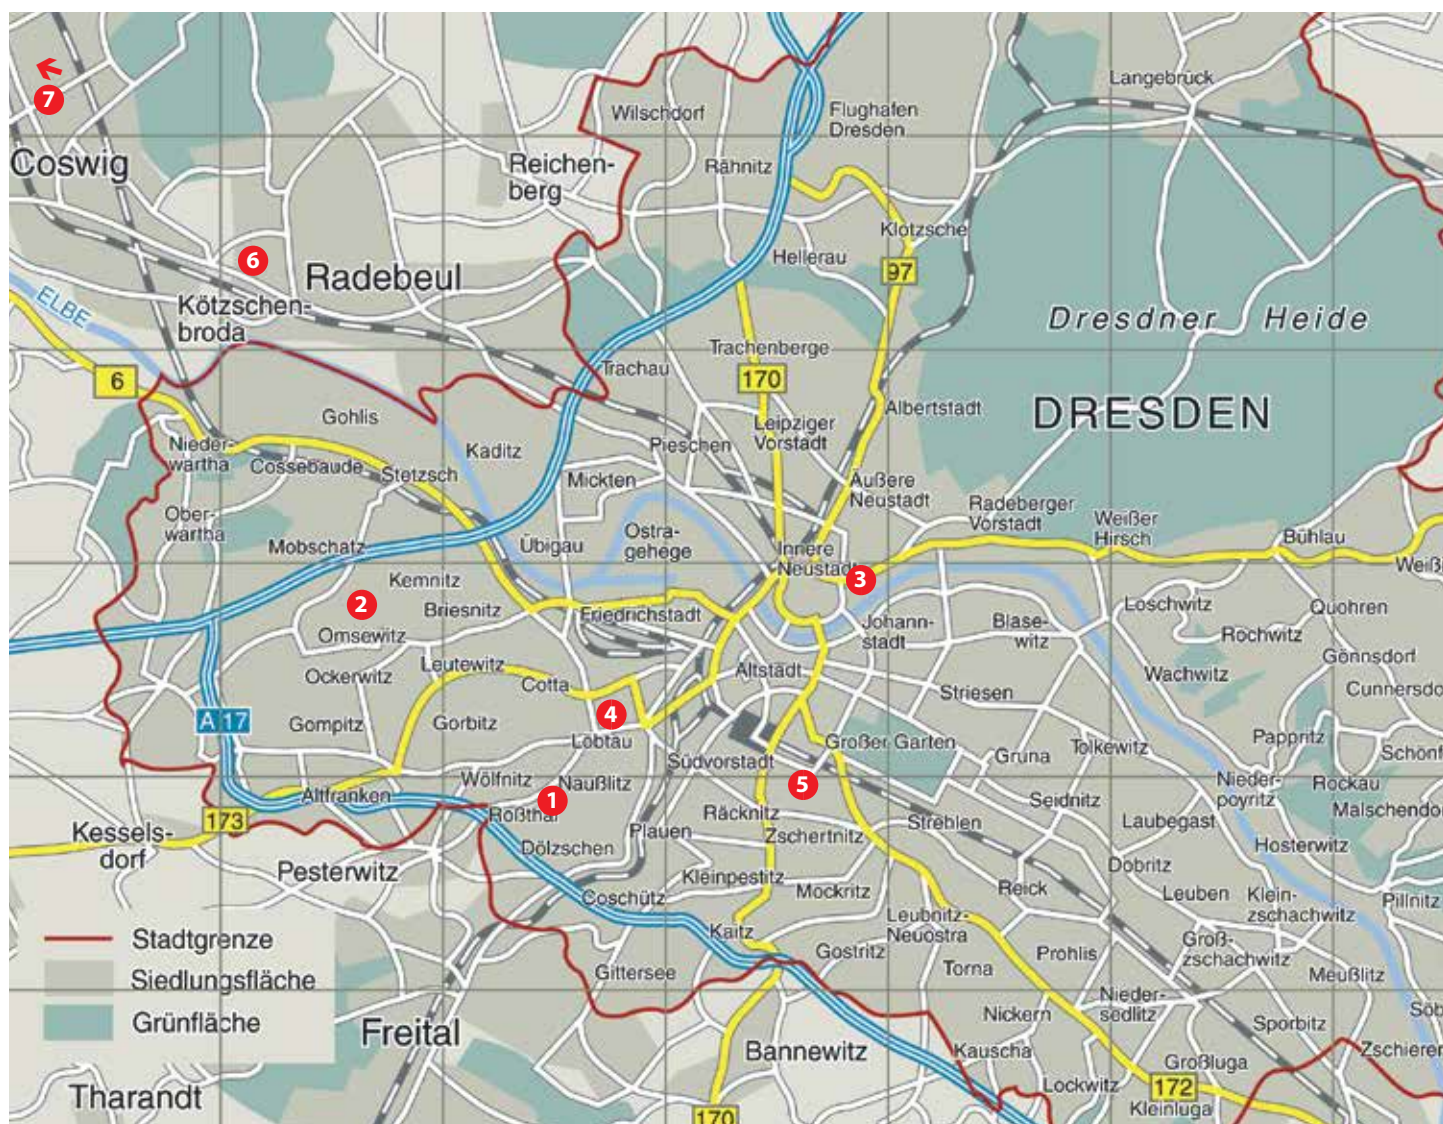 Langebrück
7
Wilschdorf
Flughafen
Dresden
Coswig
Reichen-
berg
Rähnitz
Klotzsche
Hellerau
6
97
Radebeul
ELBE
Kötzschen-
broda
Dresdner Heide
Trachenberge
6
Trachau
170
DRESDEN
Gohlis
Albertstadt
Leipziger
Vorstadt
Pieschen
Nieder-
wartha
Kaditz
Cossebaude
Stetzsch
Mickten
Äußere
Neustadt
Radeberger
Vorstadt
Ober-
wartha
Weißer
Hirsch
Bühlau
Ostra-
gehege
Mobschatz
Übigau
Innere
Neustadt
3
Kemnitz
2
Briesnitz
Friedrichstadt
Loschwitz
Quohren
Omsewitz
Johann-
stadt
Blase-
witz
Rochwitz
Leutewitz
Altstadt
Gönnsdorf
Ockerwitz
Cotta
Wachwitz
Striesen
A 17
Gompitz
Gorbitz
4
Löbtau
Großer Garten
Tolkewitz
Pappritz
Südvorstadt
Gruna
Wölfnitz
Naußlitz
5
Nieder-
poyritz
Rockau
Altfranken
1
Roßthal
Seidnitz
173
Räcknitz
Strehlen
Laubegast
Kessels-
dorf
Plauen
Zschertnitz
Dölzschen
Hosterwitz
Pesterwitz
Dobritz
Kleinpestitz
Mockritz
Reick
Leuben
Klein-
zschachwitz
Pillnitz
Coschütz
Leubnitz-
Neuostra
Kaitz
Stadtgrenze
Gostritz
Prohlis
Groß-
zschachwitz
Siedlungsfläche
Gittersee
Torna
Meußlitz
Nieder-
sedlitz
Grünfläche
Freital
Nickern
Sporbitz
Bannewitz
Kauscha
Großluga
Tharandt
Lockwitz
172
Kleinluga
170